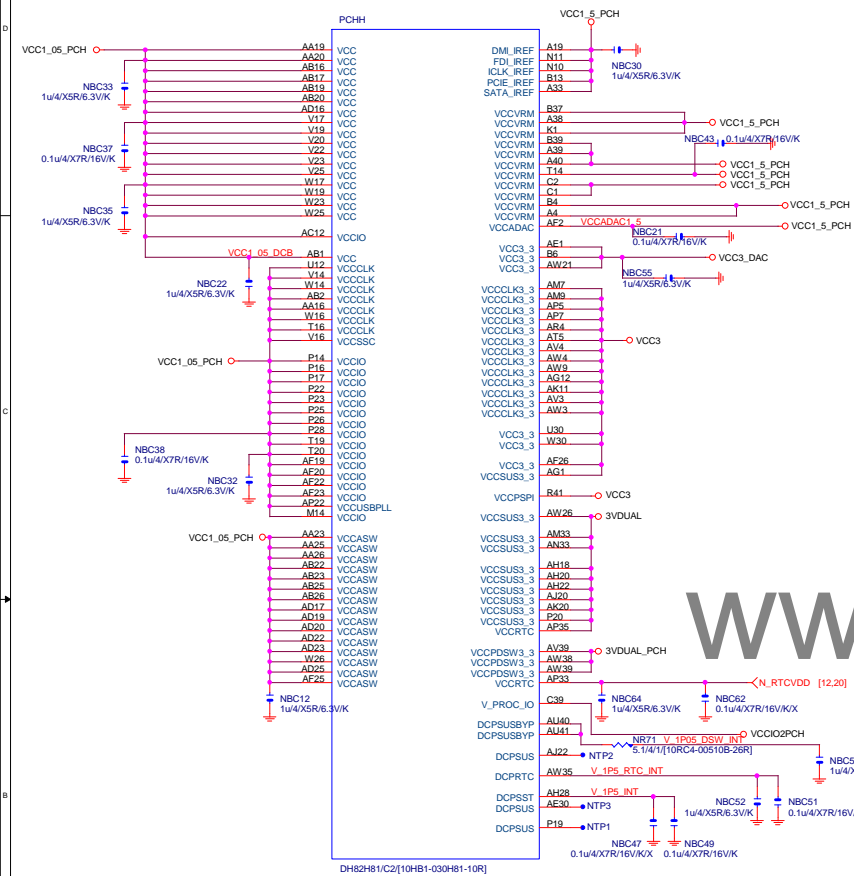 VCC1_5_PCH
PCHH
D
VCC1_05_PCH
AA19 VCC
AA20 VCC
AB16 VCC
AB17 VCC
AB19 VCC
AB20 VCC
AD16 VCC
V17 VCC
V19 VCC
V20 VCC
V22 VCC
V23 VCC
V25 VCC
W17 VCC
W19 VCC
W23 VCC
W25 VCC
AC12 VCCIO
VCC1_05_DCB AB1 VCC
U12 VCCCLK
V14 VCCCLK
W14 VCCCLK
AB2 VCCCLK
AA16 VCCCLK
W16 VCCCLK
T16 VCCCLK
V16 VCCSSC
NBC33
1u/4/X5R/6.3V/K
NBC37
0.1u/4/X7R/16V/K
NBC35
1u/4/X5R/6.3V/K
NBC22
1u/4/X5R/6.3V/K
VCC1_05_PCH
P14 VCCIO
P16 VCCIO
P17 VCCIO
P22 VCCIO
P23 VCCIO
P25 VCCIO
P26 VCCIO
P28 VCCIO
T19 VCCIO
T20 VCCIO
AF19 VCCIO
AF20 VCCIO
AF22 VCCIO
AF23 VCCIO
AP22 VCCUSBPLL
M14 VCCIO
C
NBC38
0.1u/4/X7R/16V/K
NBC32
1u/4/X5R/6.3V/K
VCC1_05_PCH
AA23 VCCASW
AA25 VCCASW
AA26 VCCASW
AB22 VCCASW
AB23 VCCASW
AB25 VCCASW
AB26 VCCASW
AD17 VCCASW
AD19 VCCASW
AD20 VCCASW
AD22 VCCASW
AD23 VCCASW
W26 VCCASW
AD25 VCCASW
AF25 VCCASW
NBC12
1u/4/X5R/6.3V/K
B
DMI_IREF A19
FDI_IREF N11
ICLK_IREF N10
PCIE_IREF B13
SATA_IREF A33
NBC30
1u/4/X5R/6.3V/K
VCCVRM B37
VCCVRM A38 VCC1_5_PCH
VCCVRM K1
VCCVRM B39 NBC43 0.1u/4/X7R/16V/K
VCCVRM A39
VCCVRM A40 VCC1_5_PCH
VCCVRM T14 VCC1_5_PCH
VCCVRM C2 VCC1_5_PCH
VCCVRM C1
VCCVRM B4 VCC1_5_PCH
VCCVRM A4
VCCADAC AF2 VCCADAC1_5 VCC1_5_PCH
NBC21
0.1u/4/X7R/16V/K
VCC3_3 AE1
VCC3_3 B6 VCC3_DAC
VCC3_3 AW21
NBC55
1u/4/X5R/6.3V/K
VCCCLK3_3 AM7
VCCCLK3_3 AM9
VCCCLK3_3 AP5
VCCCLK3_3 AP7
VCCCLK3_3 AR4
VCCCLK3_3 AT5 VCC3
VCCCLK3_3 AV4
VCCCLK3_3 AW4
VCCCLK3_3 AW9
VCCCLK3_3 AG12
VCCCLK3_3 AK11
VCCCLK3_3 AV3
VCCCLK3_3 AW3
VCC3_3 U30
VCC3_3 W30
VCC3_3 AF26
VCCSUS3_3 AG1
VCCPSPI R41 VCC3
VCCSUS3_3 AW26 3VDUAL
VCCSUS3_3 AM33
VCCSUS3_3 AN33
VCCSUS3_3 AH18
VCCSUS3_3 AH20
VCCSUS3_3 AH22
VCCSUS3_3 AJ20
VCCSUS3_3 AK20
VCCSUS3_3 P20
VCCRTC AP35
VCCPDSW3_3 AV39 3VDUAL_PCH
VCCPDSW3_3 AW38
VCCPDSW3_3 AW39
VCCRTC AP33 N_RTCVDD [12,20]
NBC64
1u/4/X5R/6.3V/K
NBC62
0.1u/4/X7R/16V/K/X
V_PROC_IO C39 VCCIO2PCH
DCPSUSBYP AU40
DCPSUSBYP AU41
NR71 V_1P05_DSW_INT
5.1/4/1/[10RC4-00510B-26R]
DCPSUS AJ22 NTP2
DCPRTC AW35 V_1P5_RTC_INT
DCPSST AH28 V_1P5_INT
DCPSUS AE30 NTP3
DCPSUS P19 NTP1
NBC52
1u/4/X5R/6.3V/K
NBC51
0.1u/4/X7R/16V/
NBC47
0.1u/4/X7R/16V/K/X
NBC49
0.1u/4/X7R/16V/K
DH82H81/C2/[10HB1-030H81-10R]